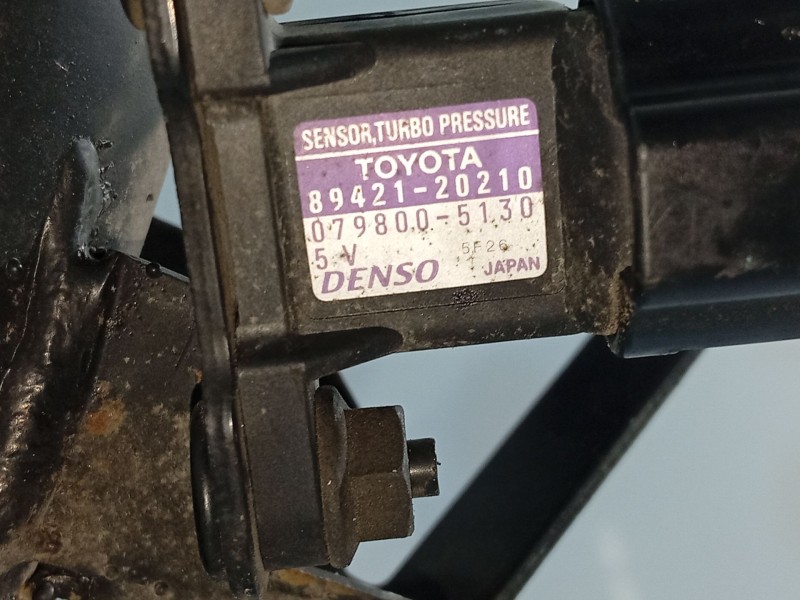 SENSOR, TURBO PRESSURE
TOYOTA
89421-20210
079800-5130
5 V 5F26
DENSO JAPAN